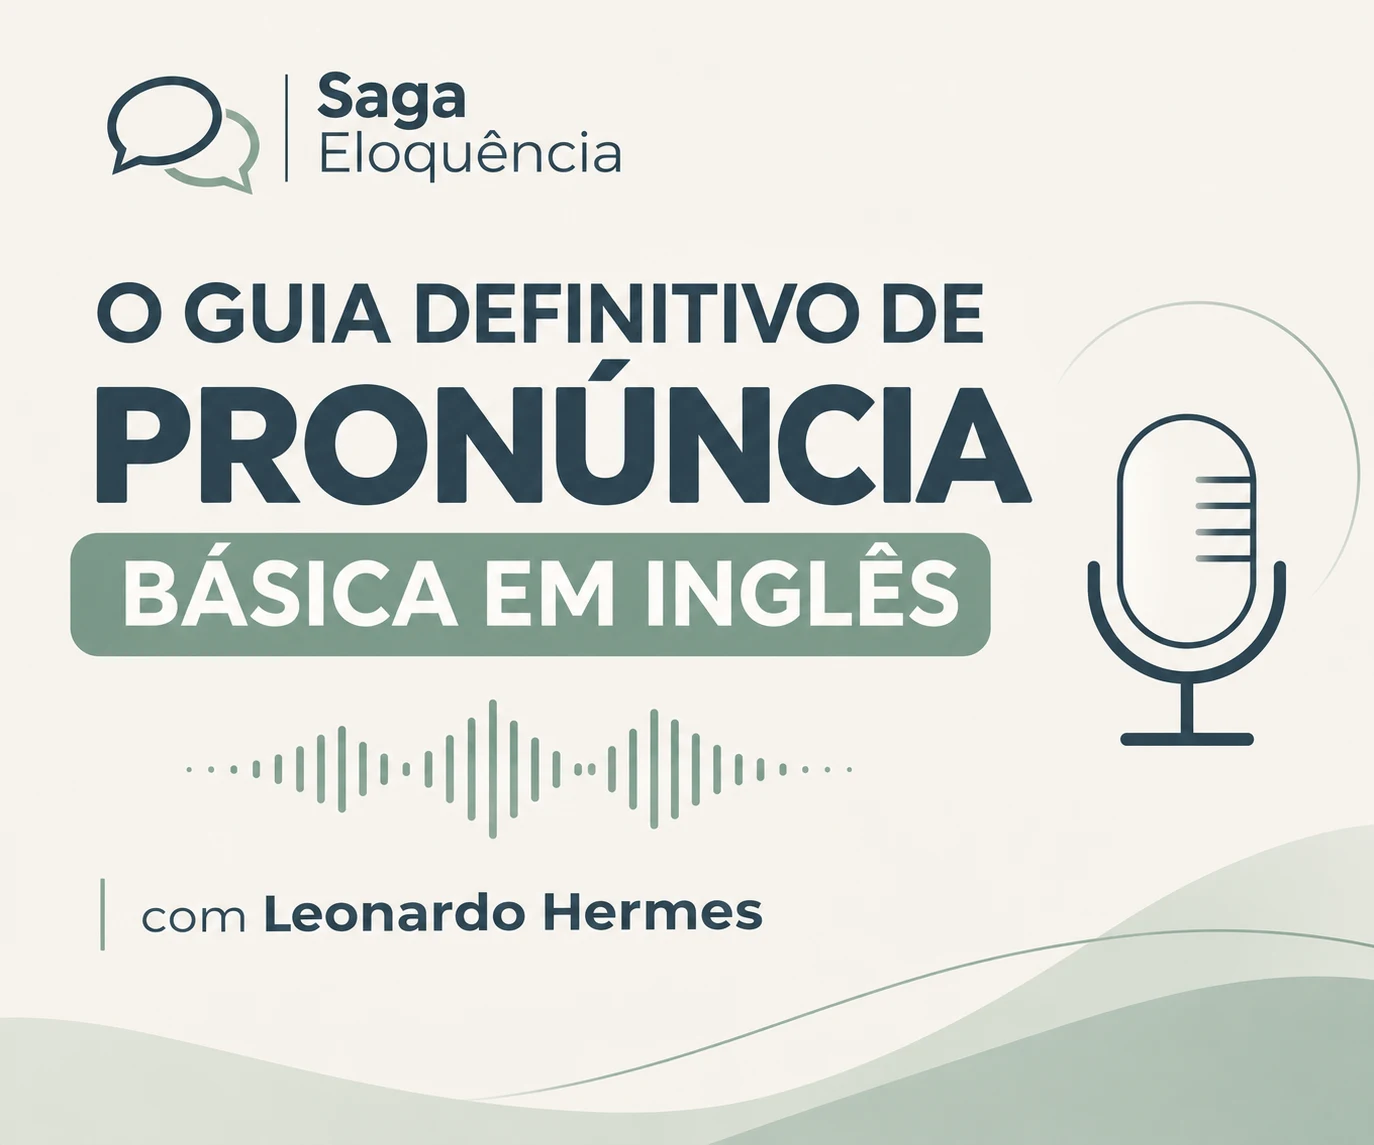 Saga
Eloquência
O GUIA DEFINITIVO DE
PRONÚNCIA
BÁSICA EM INGLÊS
com Leonardo Hermes